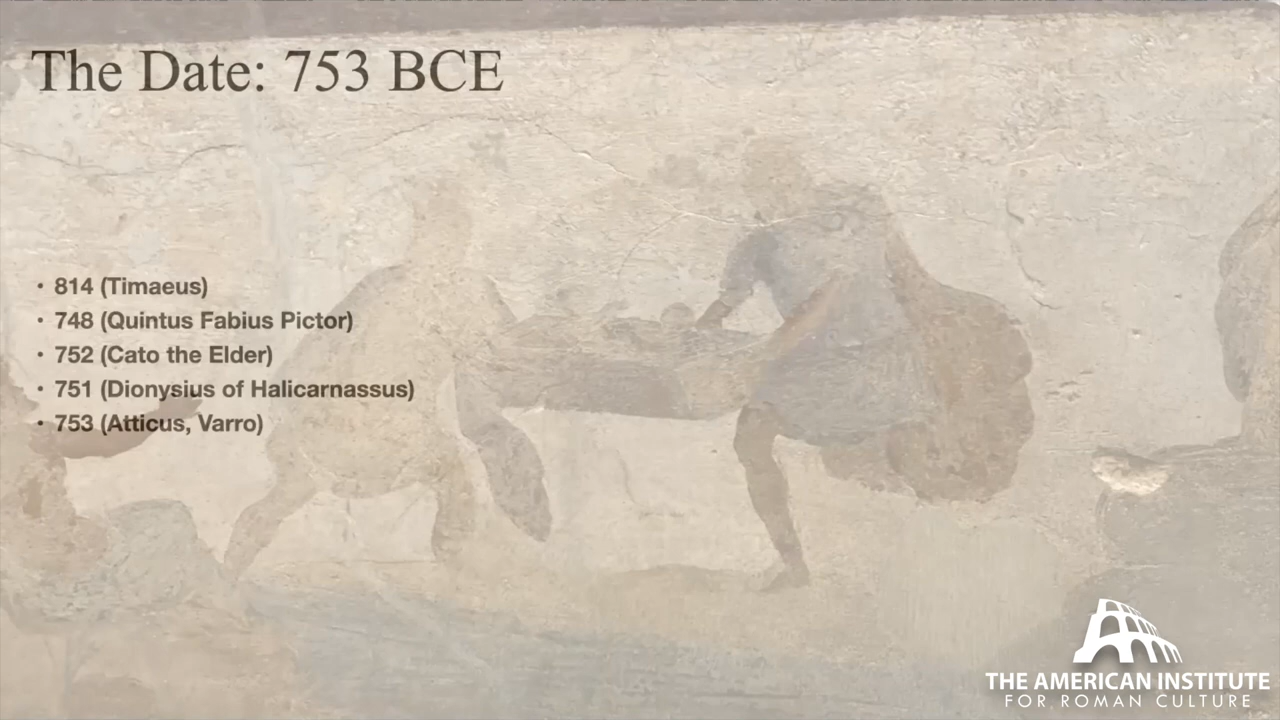 The Date: 753 BCE
• 814 (Timaeus)
• 748 (Quintus Fabius Pictor)
• 752 (Cato the Elder)
• 751 (Dionysius of Halicarnassus)
• 753 (Atticus, Varro)
THE AMERICAN INSTITUTE
FOR ROMAN CULTURE